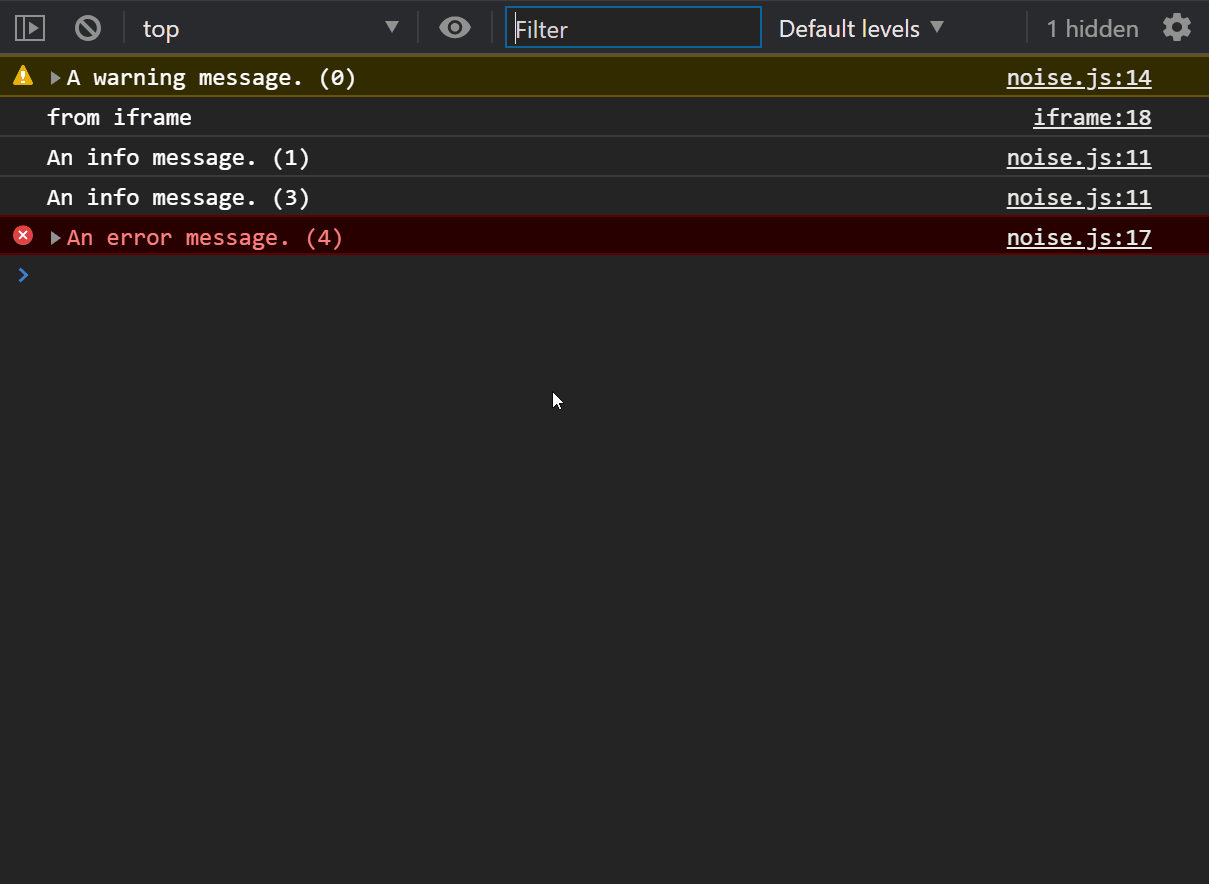 top Filter Default levels 1 hidden
A warning message. (0) noise.js:14
from iframe iframe:18
An info message. (1) noise.js:11
An info message. (3) noise.js:11
An error message. (4) noise.js:17